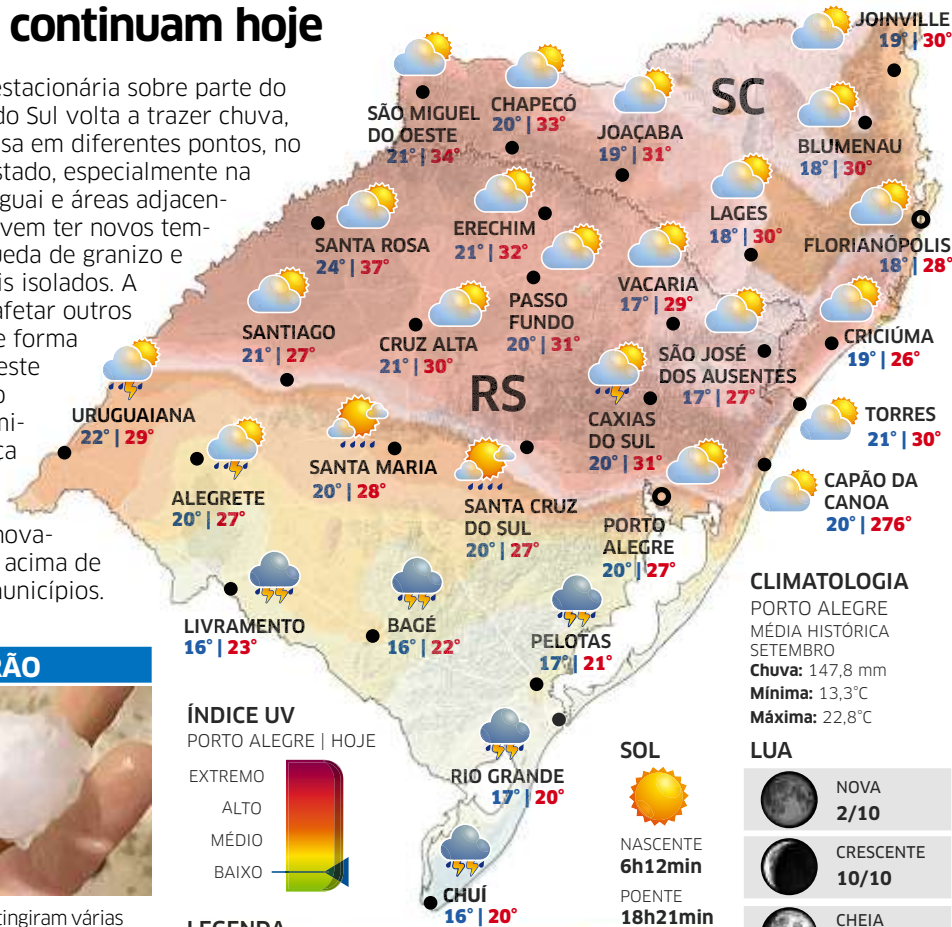 continuam hoje
estacionária sobre parte do
do Sul volta a trazer chuva,
sa em diferentes pontos, no
stado, especialmente na
guai e áreas adjacen-
vem ter novos tem-
ueda de granizo e
is isolados. A
afetar outros
e forma
este
o
mi-
ça
nova-
acima de
unicípios.
RÃO
tingiram várias
SC
RS
JOINVILLE
19° | 30°
SÃO MIGUEL
DO OESTE
21° | 34°
CHAPECÓ
20° | 33°
JOAÇABA
19° | 31°
BLUMENAU
18° | 30°
LAGES
18° | 30°
FLORIANÓPOLIS
18° | 28°
SANTA ROSA
24° | 37°
ERECHIM
21° | 32°
VACARIA
17° | 29°
PASSO
FUNDO
20° | 31°
SANTIAGO
21° | 27°
CRUZ ALTA
21° | 30°
SÃO JOSÉ
DOS AUSENTES
17° | 27°
CRICIÚMA
19° | 26°
URUGUAIANA
22° | 29°
CAXIAS
DO SUL
20° | 31°
TORRES
21° | 30°
ALEGRETE
20° | 27°
SANTA MARIA
20° | 28°
SANTA CRUZ
DO SUL
20° | 27°
PORTO
ALEGRE
20° | 27°
CAPÃO DA
CANOA
20° | 276°
LIVRAMENTO
16° | 23°
BAGÉ
16° | 22°
PELOTAS
17° | 21°
RIO GRANDE
17° | 20°
CHUÍ
16° | 20°
CLIMATOLOGIA
PORTO ALEGRE
MÉDIA HISTÓRICA
SETEMBRO
Chuva: 147,8 mm
Mínima: 13,3°C
Máxima: 22,8°C
ÍNDICE UV
PORTO ALEGRE | HOJE
EXTREMO
ALTO
MÉDIO
BAIXO
LEGENDA
SOL
NASCENTE
6h12min
POENTE
18h21min
LUA
NOVA
2/10
CRESCENTE
10/10
CHEIA